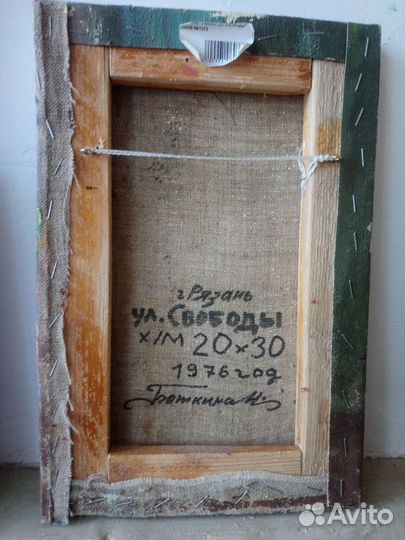 г Рязань
ул. СВОБОДЫ
х/м 20×30
1976 год
Боткина Н
Avito